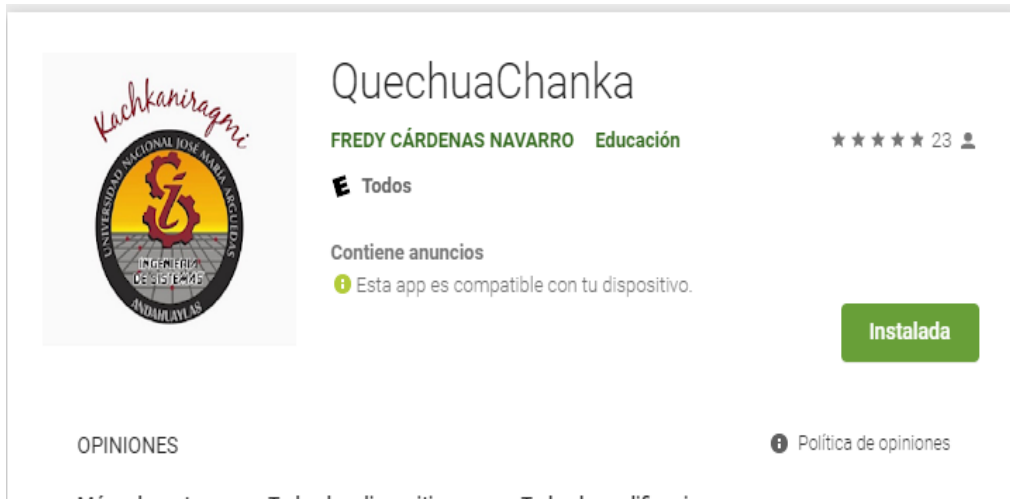 Kachkaniraqmi
UNIVERSIDAD NACIONAL JOSÉ MARÍA ARGUEDAS
INGENIERIA
DE SISTEMAS
ANDAHUAYLAS
QuechuaChanka
FREDY CÁRDENAS NAVARRO Educación 23
E Todos
Contiene anuncios
Esta app es compatible con tu dispositivo.
Instalada
OPINIONES Política de opiniones